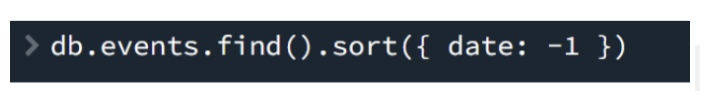 > db.events.find().sort({ date: -1 })